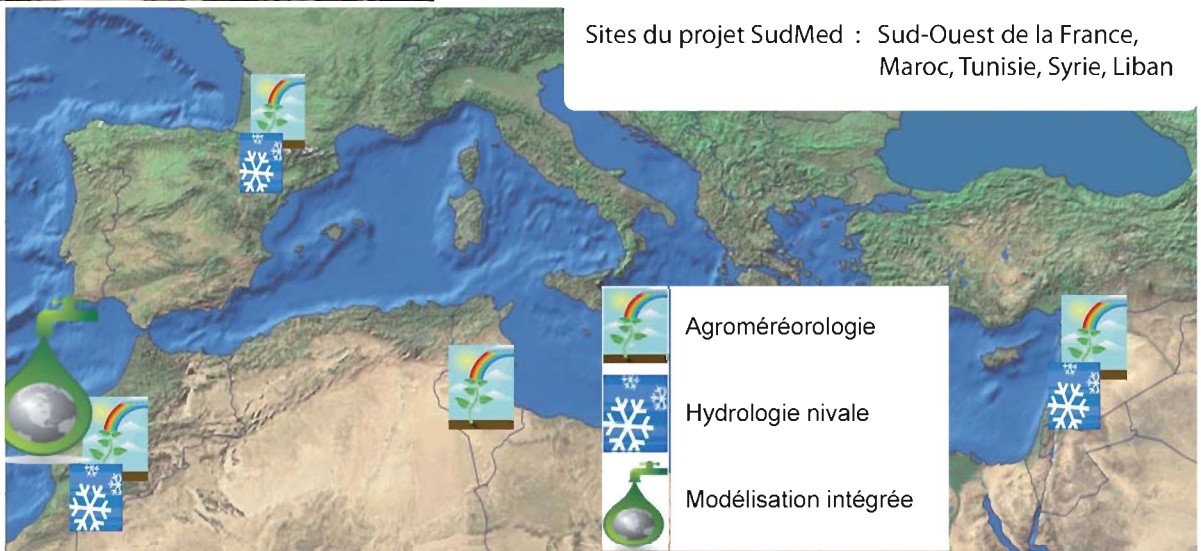 Sites du projet SudMed : Sud-Ouest de la France,
Maroc, Tunisie, Syrie, Liban
Agroméréorologie
Hydrologie nivale
Modélisation intégrée